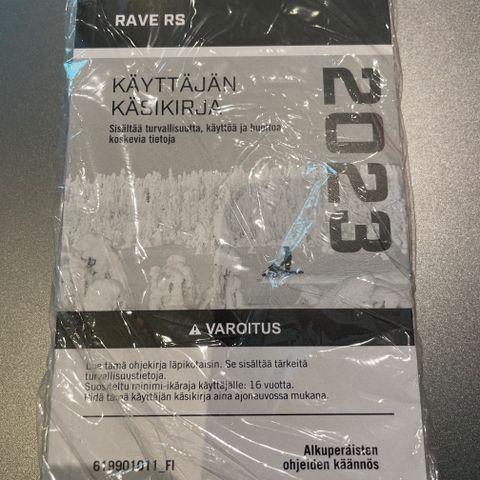 RAVE RS
KÄYTTÄJÄN
KÄSIKIRJA
Sisältää turvallisuutta, käyttöä ja huoltoa
koskevia tietoja
2023
⚠ VAROITUS
Lue tämä ohjekirja läpikotaisin. Se sisältää tärkeitä
turvallisuustietoja.
Suositeltu minimi-ikäraja käyttäjälle: 16 vuotta.
Pidä tämä käyttäjän käsikirja aina ajoneuvossa mukana.
619901011_FI
Alkuperäisten
ohjeiden käännös